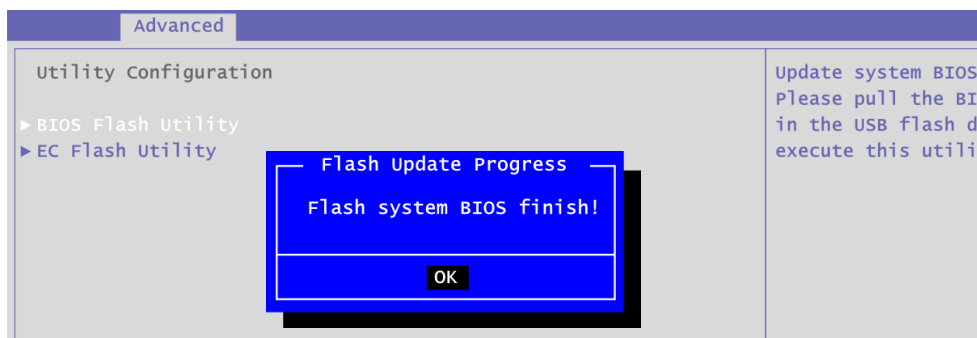 Advanced
Utility Configuration
BIOS Flash Utility
EC Flash Utility
Flash Update Progress
Flash system BIOS finish!
OK
Update system BIOS
Please pull the
in the USB flash
execute this